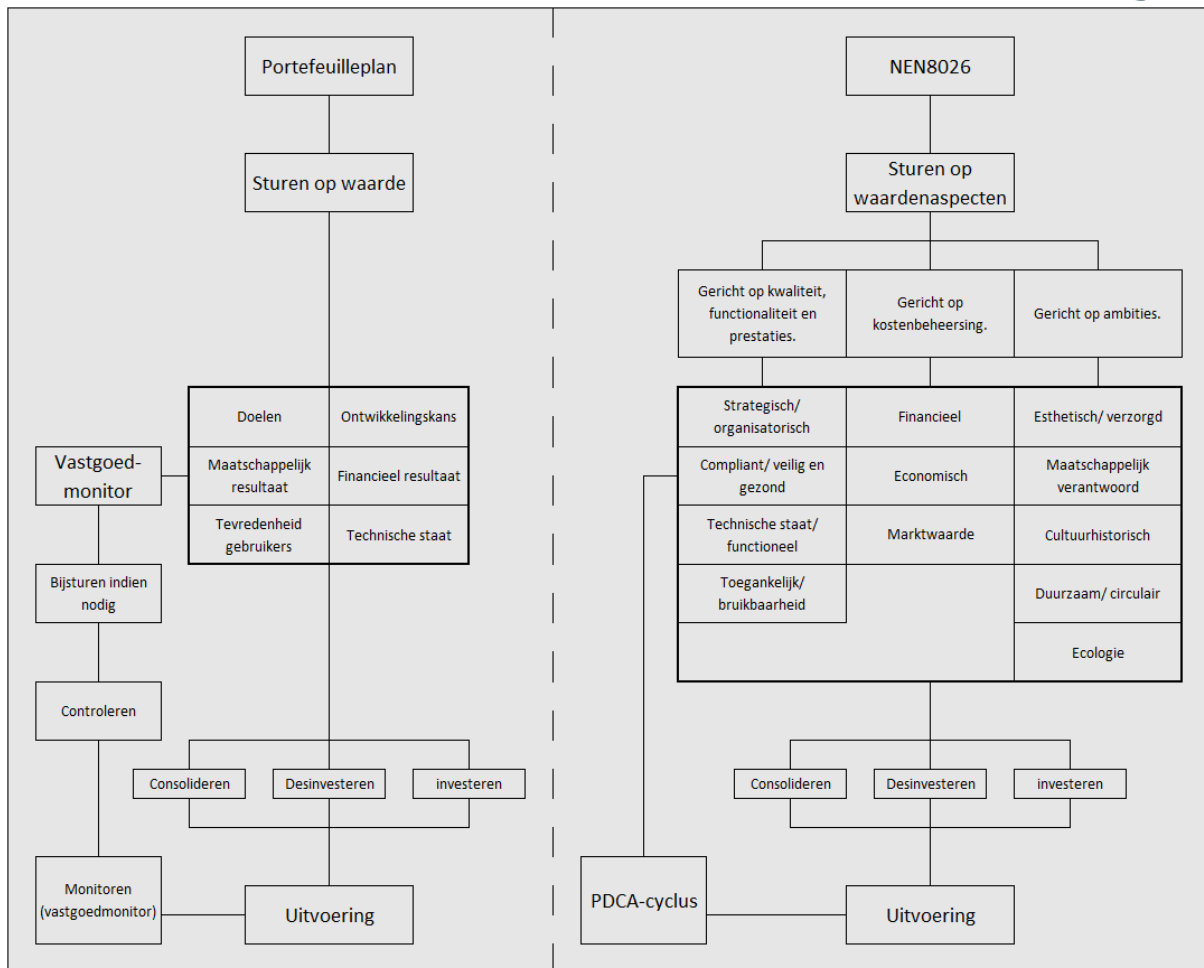 Portefeuilleplan
Sturen op waarde
Doelen
Ontwikkelingskans
Maatschappelijk
resultaat
Financieel resultaat
Tevredenheid
gebruikers
Technische staat
Vastgoed-
monitor
Bijsturen indien
nodig
Controleren
Monitoren
(vastgoedmonitor)
Consolideren
Desinvesteren
investeren
Uitvoering
NEN8026
Sturen op
waardenaspecten
Gericht op kwaliteit,
functionaliteit en
prestaties.
Gericht op
kostenbeheersing.
Gericht op ambities.
Strategisch/
organisatorisch
Financieel
Esthetisch/ verzorgd
Compliant/ veilig en
gezond
Economisch
Maatschappelijk
verantwoord
Technische staat/
functioneel
Marktwaarde
Cultuurhistorisch
Toegankelijk/
bruikbaarheid
Duurzaam/ circulair
Ecologie
Consolideren
Desinvesteren
investeren
PDCA-cyclus
Uitvoering